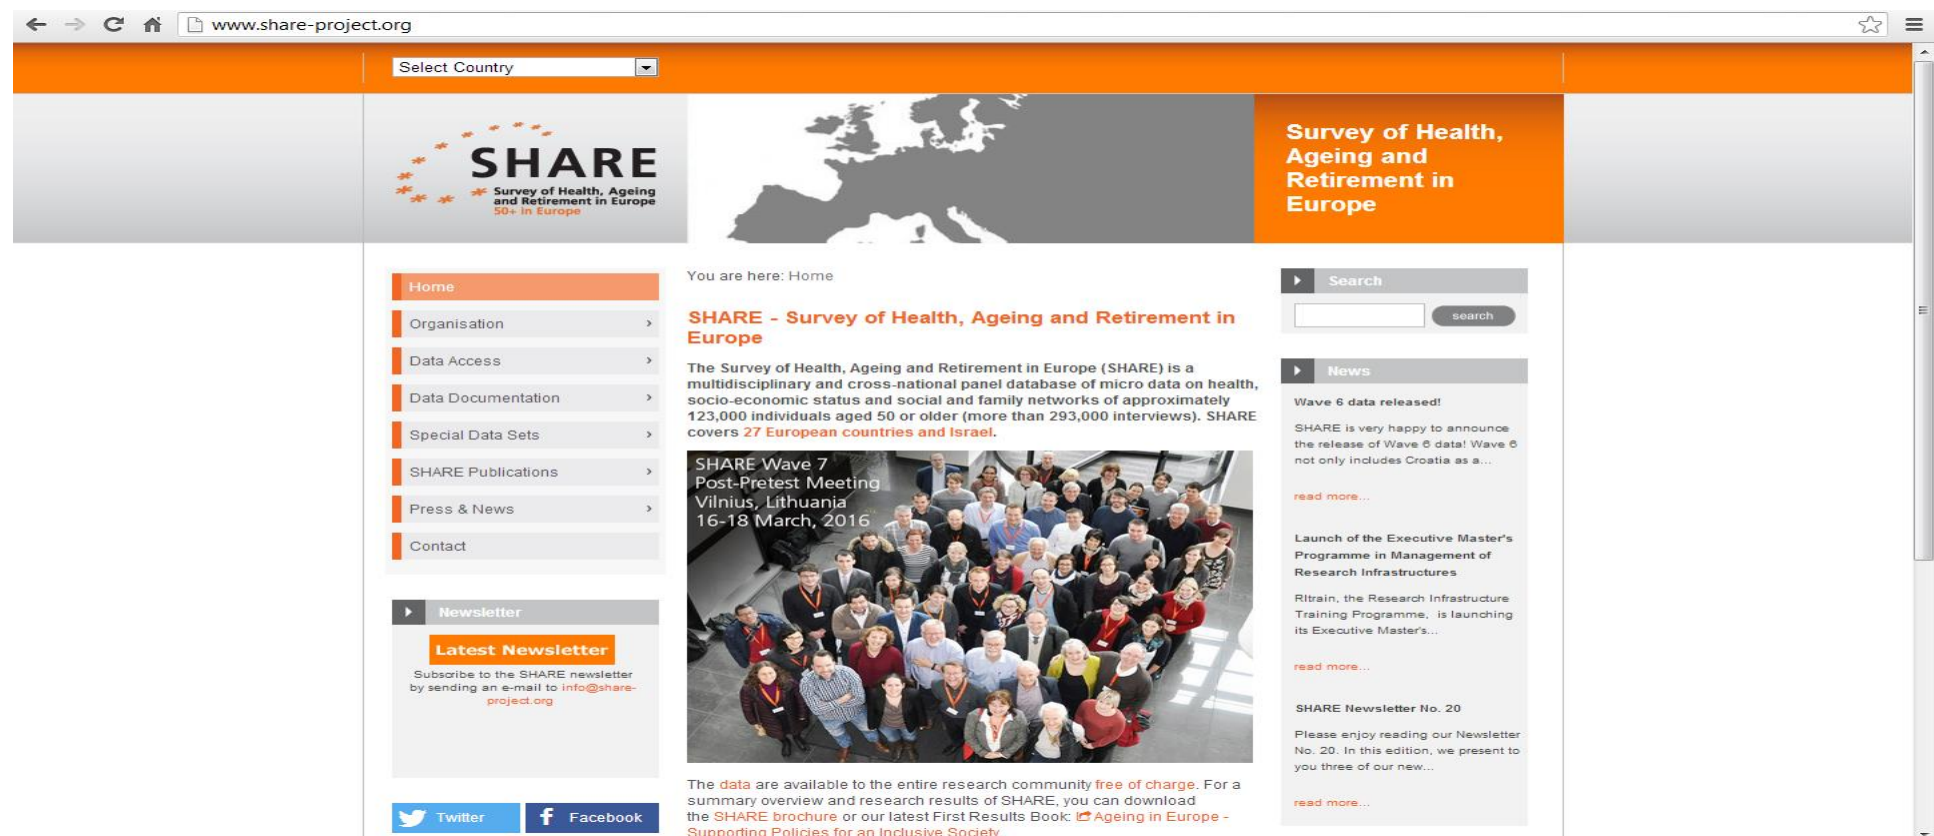 www.share-project.org
Select Country
SHARE
Survey of Health, Ageing
and Retirement in Europe
50+ in Europe
Survey of Health,
Ageing and
Retirement in
Europe
Home
Organisation
Data Access
Data Documentation
Special Data Sets
SHARE Publications
Press & News
Contact
Newsletter
Latest Newsletter
Subscribe to the SHARE newsletter
by sending an e-mail to info@share-
project.org
Twitter
f Facebook
You are here: Home
SHARE - Survey of Health, Ageing and Retirement in
Europe
The Survey of Health, Ageing and Retirement in Europe (SHARE) is a
multidisciplinary and cross-national panel database of micro data on health,
socio-economic status and social and family networks of approximately
123,000 individuals aged 50 or older (more than 293,000 interviews). SHARE
covers 27 European countries and Israel.
SHARE Wave 7
Post-Pretest Meeting
Vilnius, Lithuania
16-18 March, 2016
The data are available to the entire research community free of charge. For a
summary overview and research results of SHARE, you can download
the SHARE brochure or our latest First Results Book: Ageing in Europe -
Supporting Policies for an Inclusive Society
Search
search
News
Wave 6 data released!
SHARE is very happy to announce
the release of Wave 6 data! Wave 6
not only includes Croatia as a...
read more...
Launch of the Executive Master's
Programme in Management of
Research Infrastructures
RItrain, the Research Infrastructure
Training Programme, is launching
its Executive Master's...
read more...
SHARE Newsletter No. 20
Please enjoy reading our Newsletter
No. 20. In this edition, we present to
you three of our new...
read more...